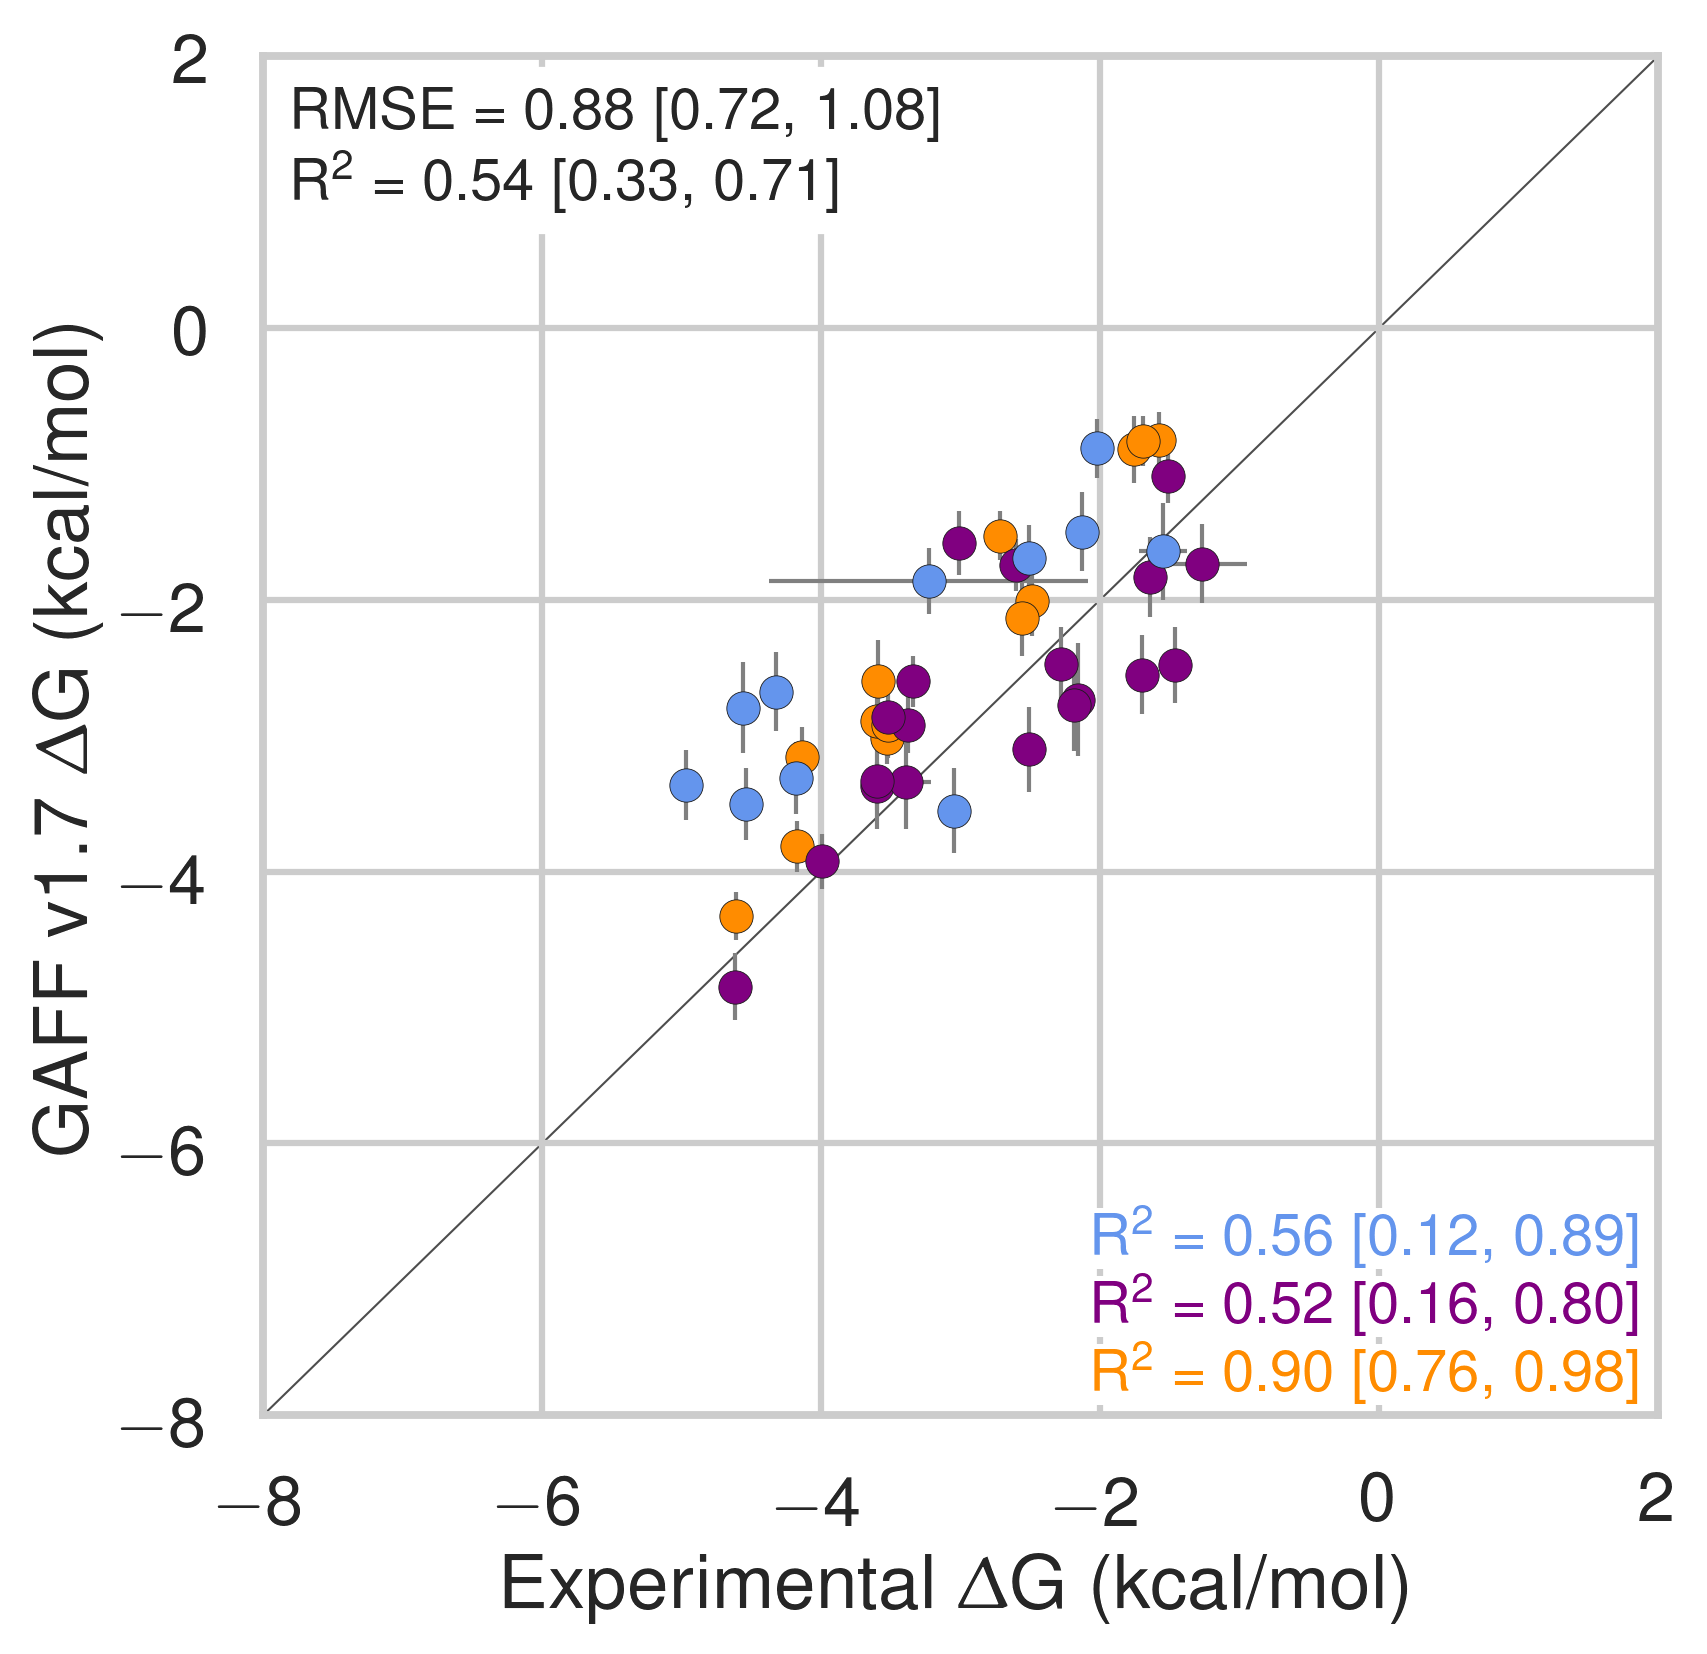 RMSE = 0.88 [0.72, 1.08]
R² = 0.54 [0.33, 0.71]
2
0
−2
−4
−6
−8
GAFF v1.7 ΔG (kcal/mol)
R² = 0.56 [0.12, 0.89]
R² = 0.52 [0.16, 0.80]
R² = 0.90 [0.76, 0.98]
−8 −6 −4 −2 0 2
Experimental ΔG (kcal/mol)